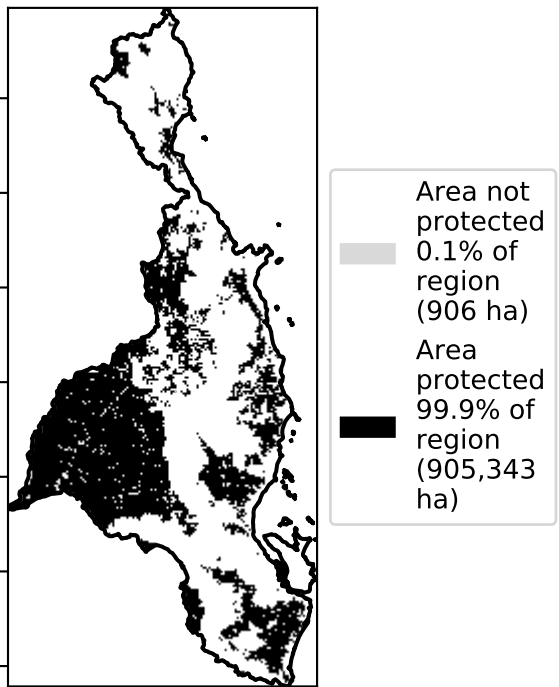 Area not
protected
0.1% of
region
(906 ha)
Area
protected
99.9% of
region
(905,343
ha)